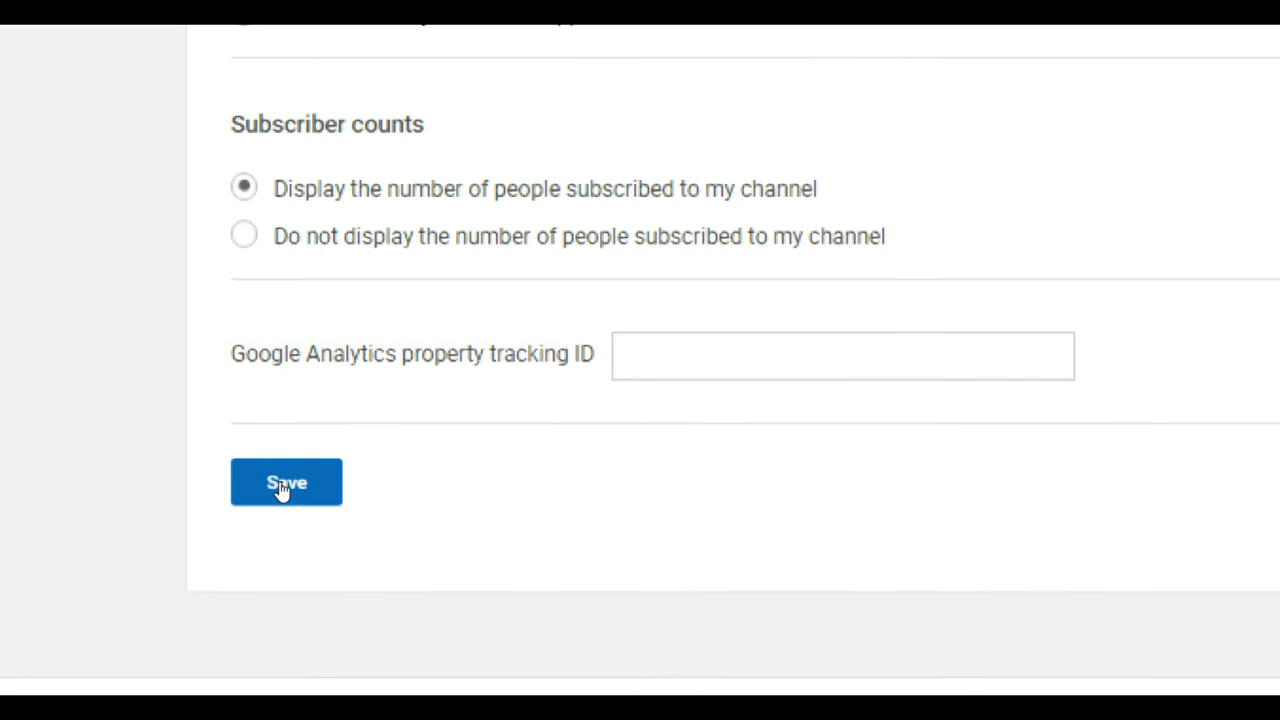 Subscriber counts
Display the number of people subscribed to my channel
Do not display the number of people subscribed to my channel
Google Analytics property tracking ID
Save